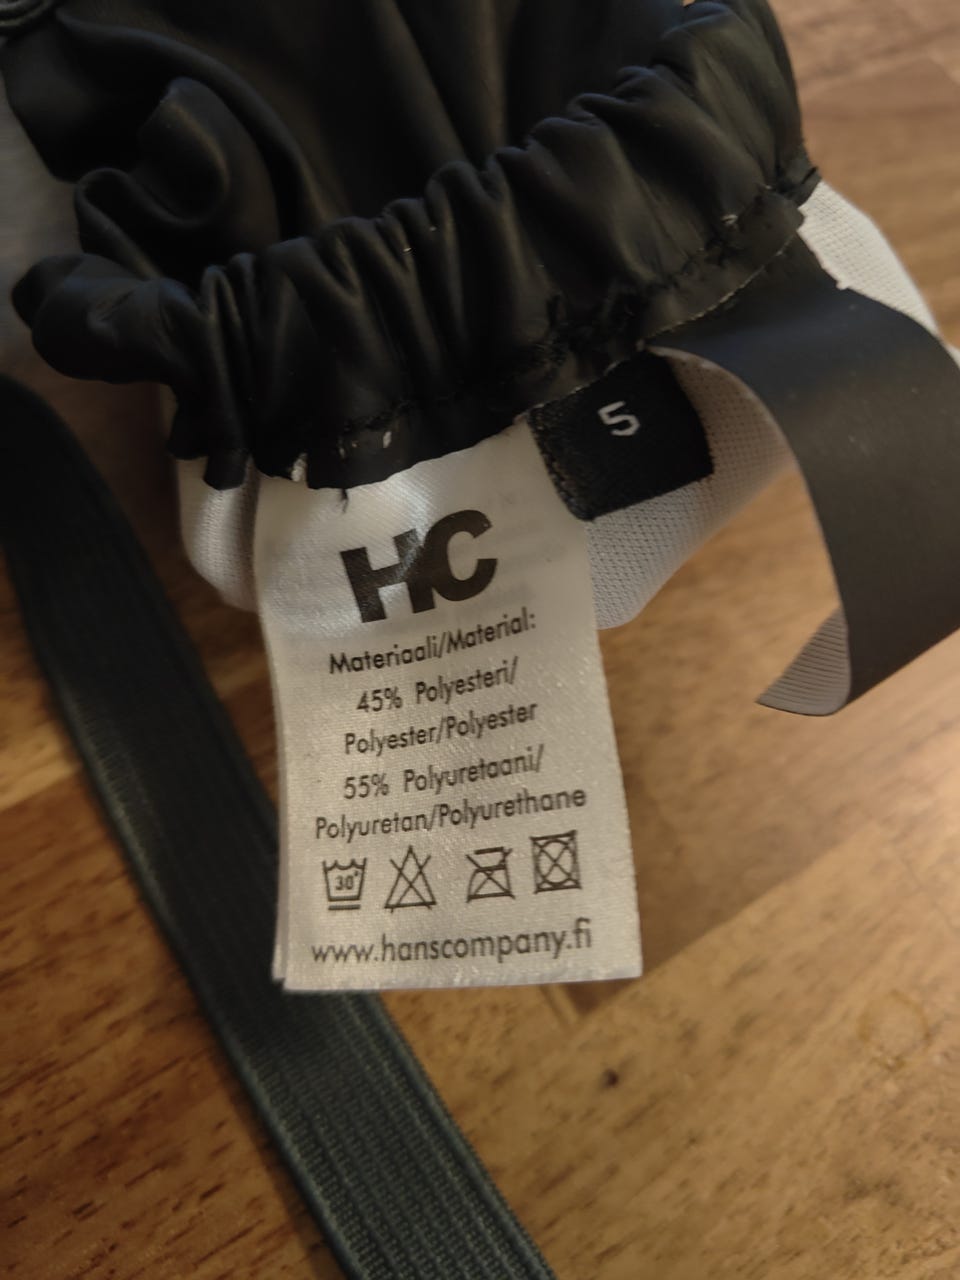 5
HC
Materiaali/Material:
45% Polyesteri/
Polyester/Polyester
55% Polyuretaani/
Polyuretan/Polyurethane
30°
www.hanscompany.fi